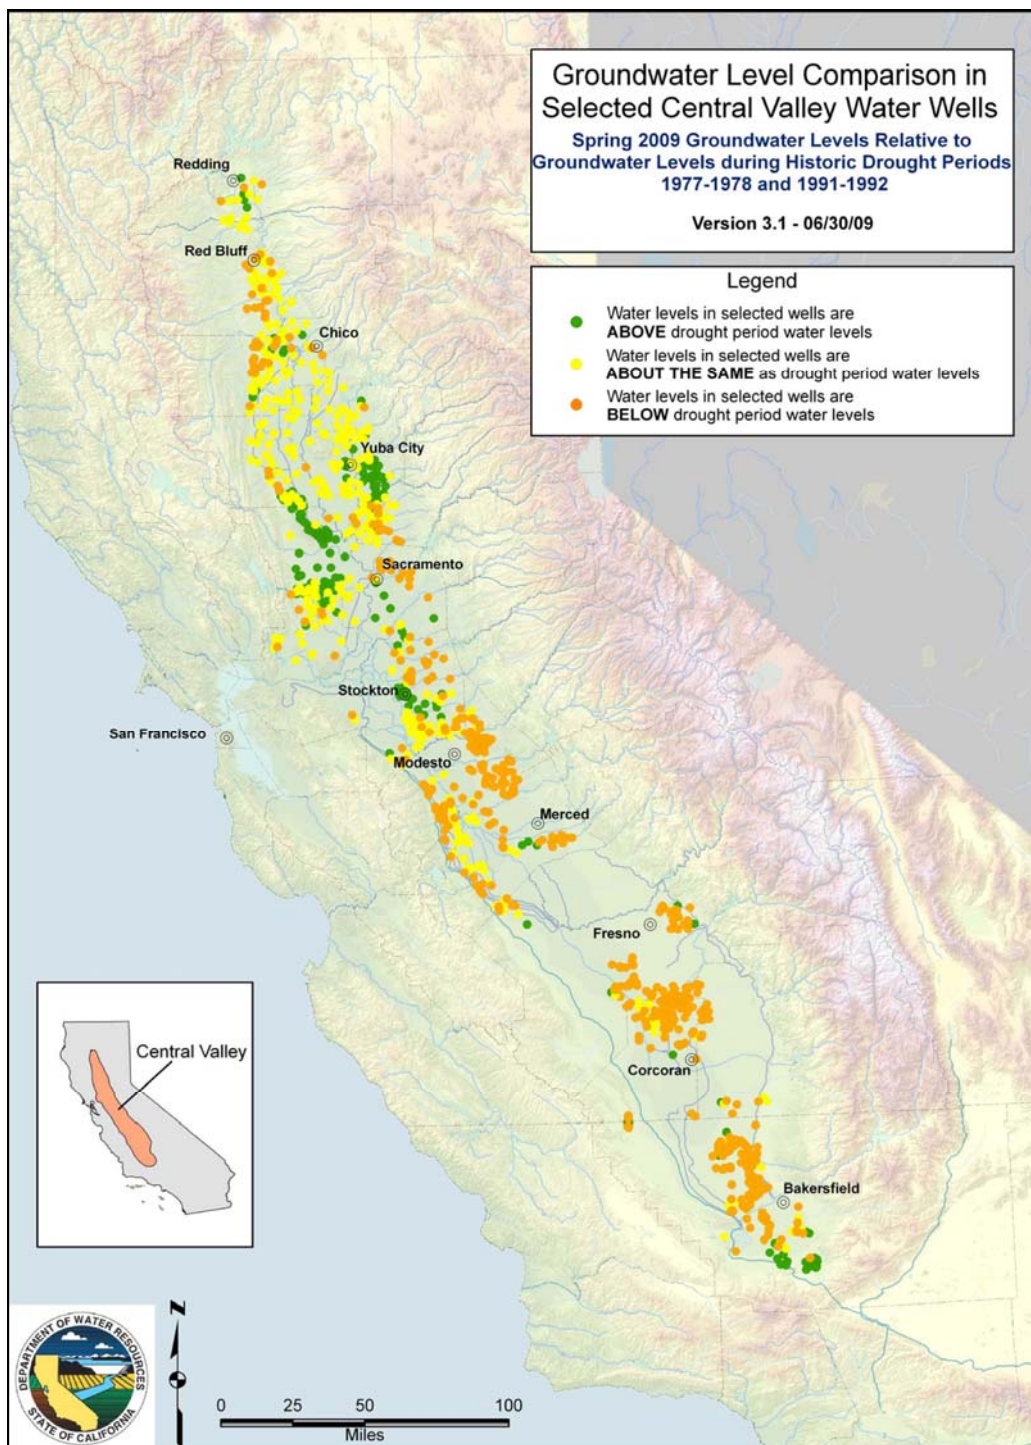 Groundwater Level Comparison in
Selected Central Valley Water Wells
Spring 2009 Groundwater Levels Relative to
Groundwater Levels during Historic Drought Periods
1977-1978 and 1991-1992
Version 3.1 - 06/30/09
Legend
Water levels in selected wells are
ABOVE drought period water levels
Water levels in selected wells are
ABOUT THE SAME as drought period water levels
Water levels in selected wells are
BELOW drought period water levels
Redding
Red Bluff
Chico
Yuba City
Sacramento
Stockton
San Francisco
Modesto
Merced
Fresno
Corcoran
Bakersfield
Central Valley
N
DEPARTMENT OF WATER RESOURCES
STATE OF CALIFORNIA
0 25 50 100
Miles